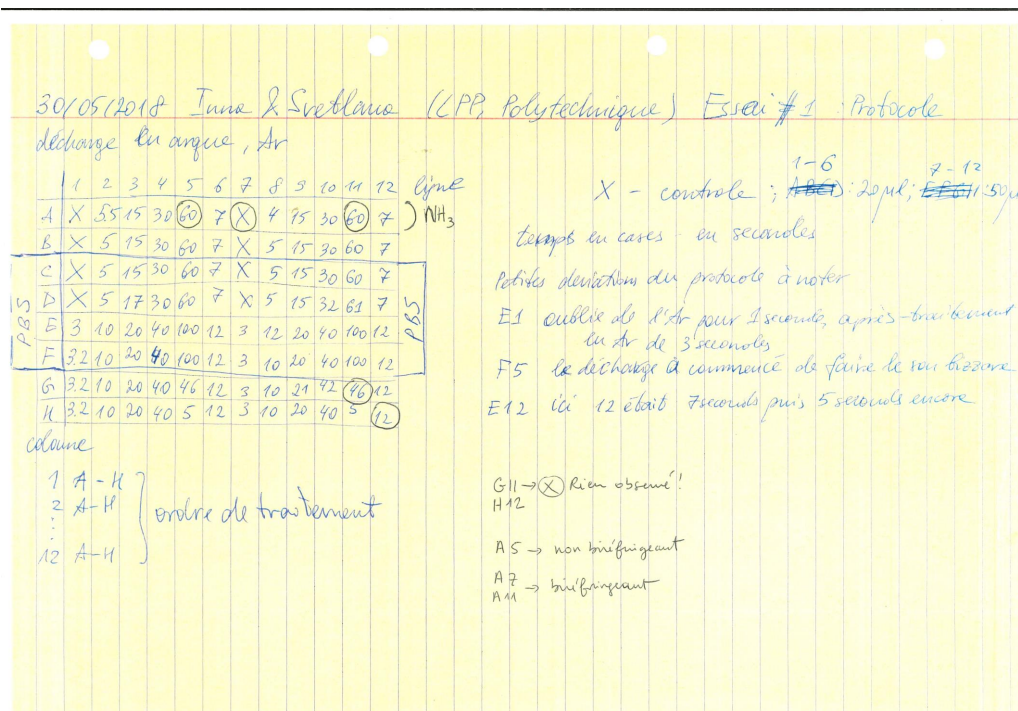 30/05/2018 Inna & Svetlana (LPP, Polytechnique) Essai #1 : Protocole
décharge en argue, Ar
1 2 3 4 5 6 7 8 9 10 11 12 ligne
A X 5.5 15 30 60 7 X 4 15 30 60 7 ) NH3
B X 5 15 30 60 7 X 5 15 30 60 7
C X 5 15 30 60 7 X 5 15 30 60 7
D X 5 17 30 60 7 X 5 15 32 61 7
E 3 10 20 40 100 12 3 12 20 40 100 12
F 3.2 10 20 40 100 12 3 10 20 40 100 12
G 3.2 10 20 40 46 12 3 10 21 42 46 12
H 3.2 10 20 40 5 12 3 10 20 40 5 12
PBS
PBS
colonne
1 A-H
2 A-H
⋮
12 A-H
ordre de traitement
1-6 7-12
X - controle ; ABCD : 20 µl ; EFGH : 50 µl
temps en cases - en secondes
Petites deviations du protocole à noter
E1 oublié de l'Ar pour 1 seconde, après-traitement
en Ar de 3 secondes
F5 la décharge a commencé de faire le son bizzare
E12 ici 12 était 7 seconds puis 5 seconds encore
G11 → X Rien observé !
H12
A5 → non biréfringeant
A7 → biréfringeant
A11